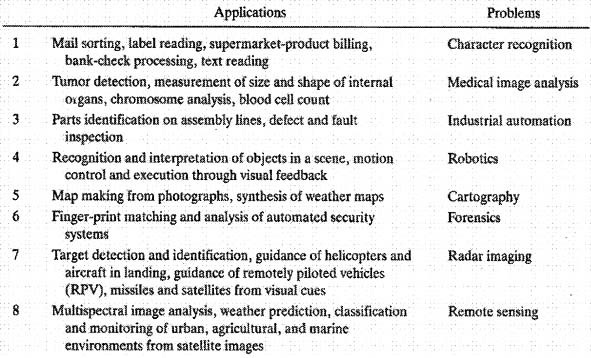 Applications Problems
1 Mail sorting, label reading, supermarket-product billing, Character recognition
bank-check processing, text reading
2 Tumor detection, measurement of size and shape of internal Medical image analysis
organs, chromosome analysis, blood cell count
3 Parts identification on assembly lines, defect and fault Industrial automation
inspection
4 Recognition and interpretation of objects in a scene, motion Robotics
control and execution through visual feedback
5 Map making from photographs, synthesis of weather maps Cartography
6 Finger-print matching and analysis of automated security Forensics
systems
7 Target detection and identification, guidance of helicopters and Radar imaging
aircraft in landing, guidance of remotely piloted vehicles
(RPV), missiles and satellites from visual cues
8 Multispectral image analysis, weather prediction, classification Remote sensing
and monitoring of urban, agricultural, and marine
environments from satellite images